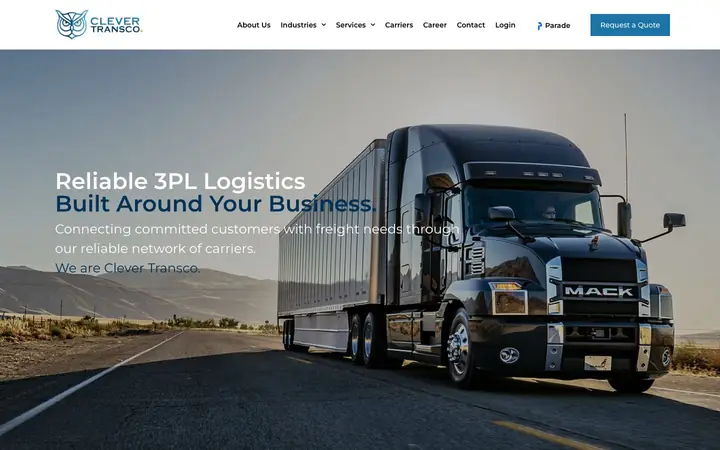 CLEVER
TRANSCO
About Us
Industries
Services
Carriers
Career
Contact
Login
Parade
Request a Quote
Reliable 3PL Logistics
Built Around Your Business.
Connecting committed customers with freight needs through
our reliable network of carriers.
We are Clever Transco.
MACK